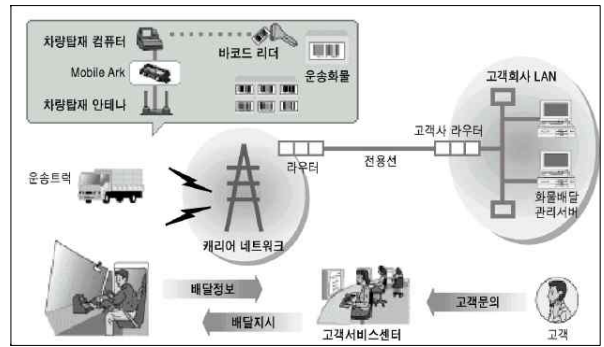 차량탑재 컴퓨터
바코드 리더
운송화물
Mobile Ark
차량탑재 안테나
고객회사 LAN
고객사 라우터
라우터
전용선
운송트럭
화물배달
관리서버
캐리어 네트워크
배달정보
배달지시
고객서비스센터
고객문의
고객